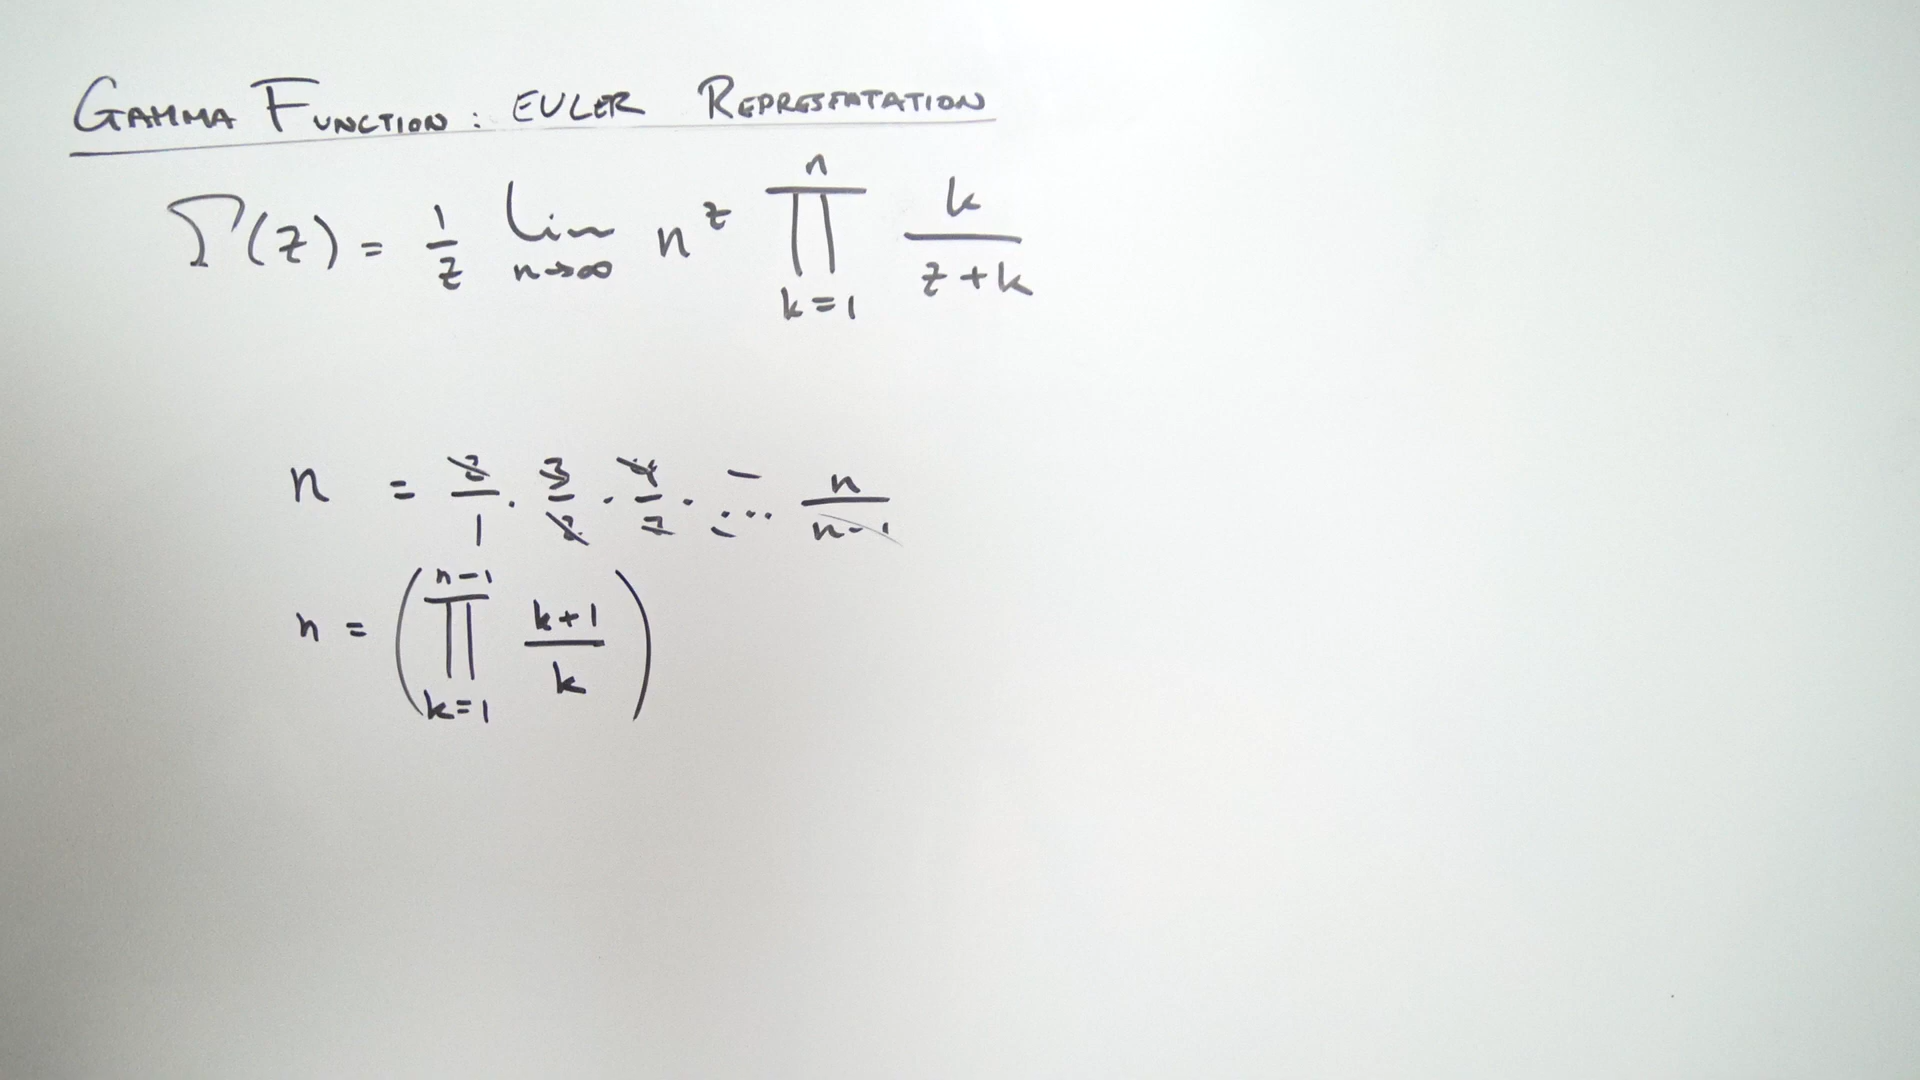 GAMMA FUNCTION: EULER REPRESENTATION
Γ(z) = 1/z lim n→∞ n^z ∏ k=1 n k/(z+k)
n = 2/1 · 3/2 · 4/3 · ... n/(n-1)
n = ( ∏ k=1 n-1 (k+1)/k )